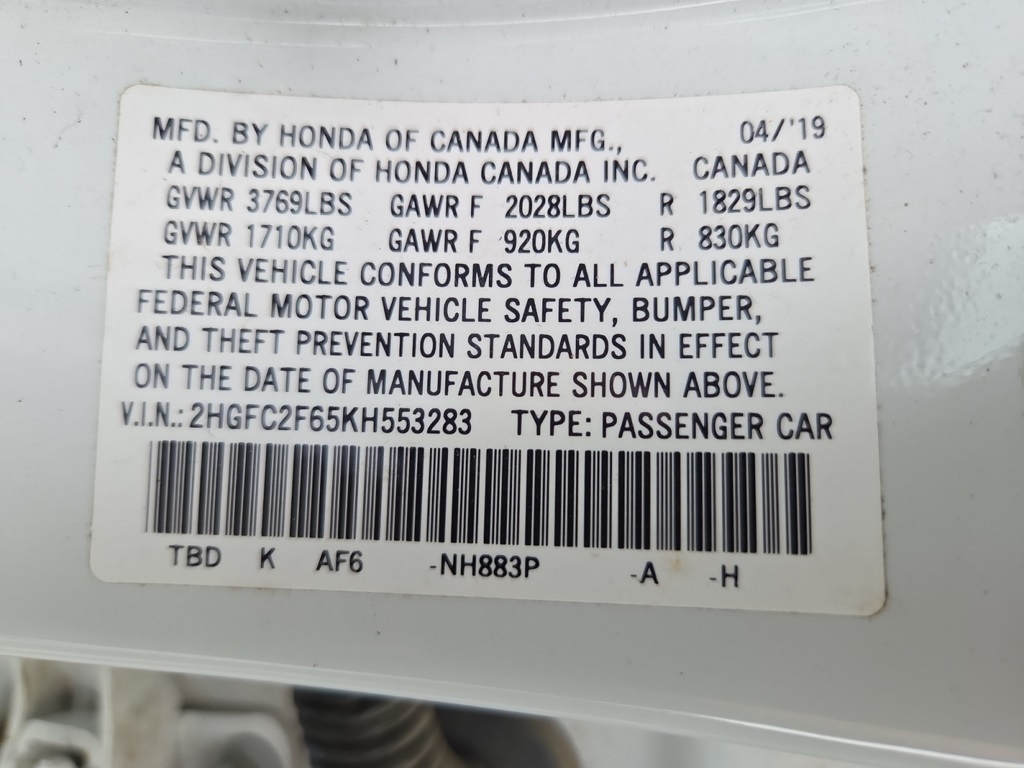 MFD. BY HONDA OF CANADA MFG., 04/'19
A DIVISION OF HONDA CANADA INC. CANADA
GVWR 3769LBS GAWR F 2028LBS R 1829LBS
GVWR 1710KG GAWR F 920KG R 830KG
THIS VEHICLE CONFORMS TO ALL APPLICABLE
FEDERAL MOTOR VEHICLE SAFETY, BUMPER,
AND THEFT PREVENTION STANDARDS IN EFFECT
ON THE DATE OF MANUFACTURE SHOWN ABOVE.
V.I.N.: 2HGFC2F65KH553283 TYPE: PASSENGER CAR
TBD K AF6 -NH883P -A -H